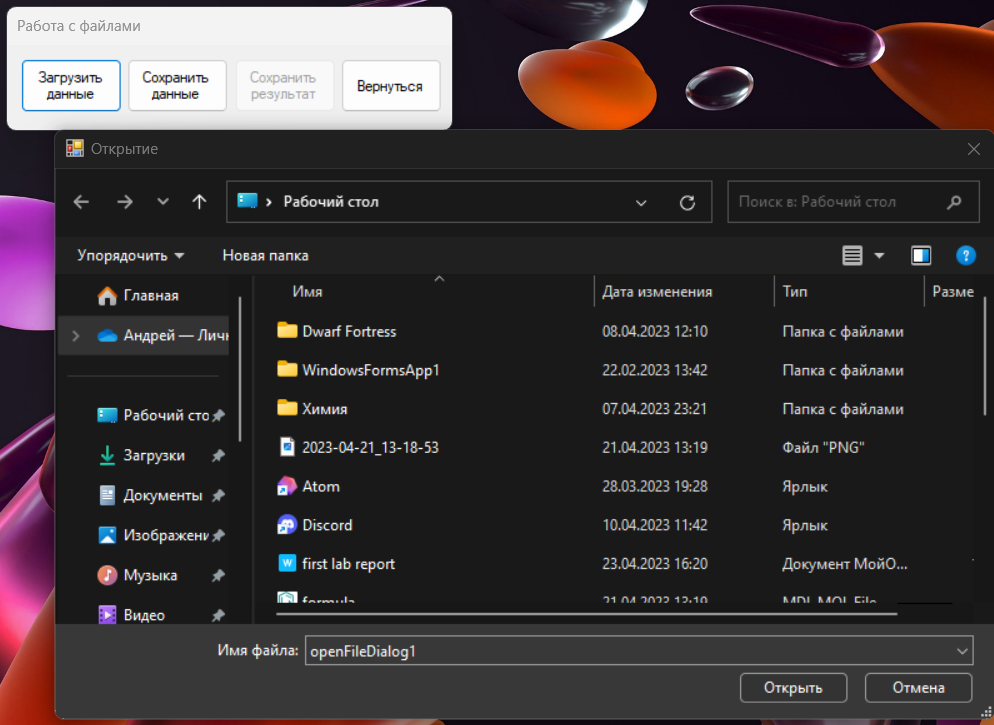 Работа с файлами
Загрузить
данные
Сохранить
данные
Сохранить
результат
Вернуться
Открытие
Рабочий стол
Поиск в: Рабочий стол
Упорядочить
Новая папка
?
Имя Дата изменения Тип Разме
Главная
Андрей — Личн
Рабочий сто
Загрузки
Документы
Изображени
Музыка
Видео
Dwarf Fortress 08.04.2023 12:10 Папка с файлами
WindowsFormsApp1 22.02.2023 13:42 Папка с файлами
Химия 07.04.2023 23:21 Папка с файлами
2023-04-21_13-18-53 21.04.2023 13:19 Файл "PNG"
Atom 28.03.2023 19:28 Ярлык
Discord 10.04.2023 11:42 Ярлык
first lab report 23.04.2023 16:20 Документ МойО...
formula 21.04.2023 13:19 MDL MOL File
Имя файла: openFileDialog1
Открыть
Отмена